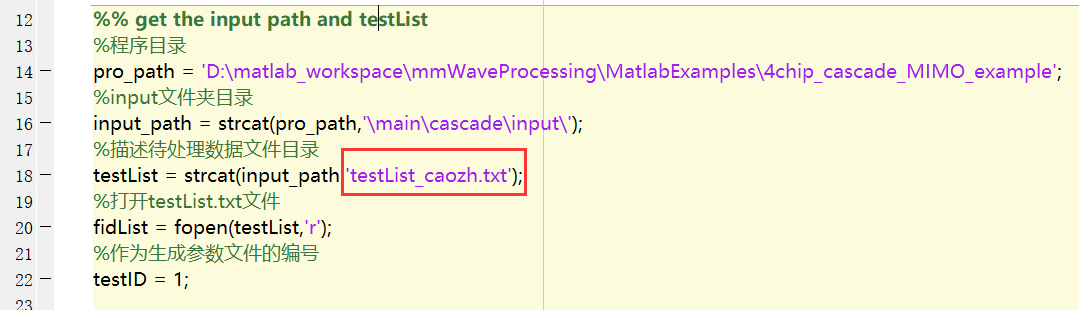 12 %% get the input path and testList
13 %程序目录
14 — pro_path = 'D:\matlab_workspace\mmWaveProcessing\MatlabExamples\4chip_cascade_MIMO_example';
15 %input文件夹目录
16 — input_path = strcat(pro_path,'\main\cascade\input\');
17 %描述待处理数据文件目录
18 — testList = strcat(input_path,'testList_caozh.txt');
19 %打开testList.txt文件
20 — fidList = fopen(testList,'r');
21 %作为生成参数文件的编号
22 — testID = 1;
23